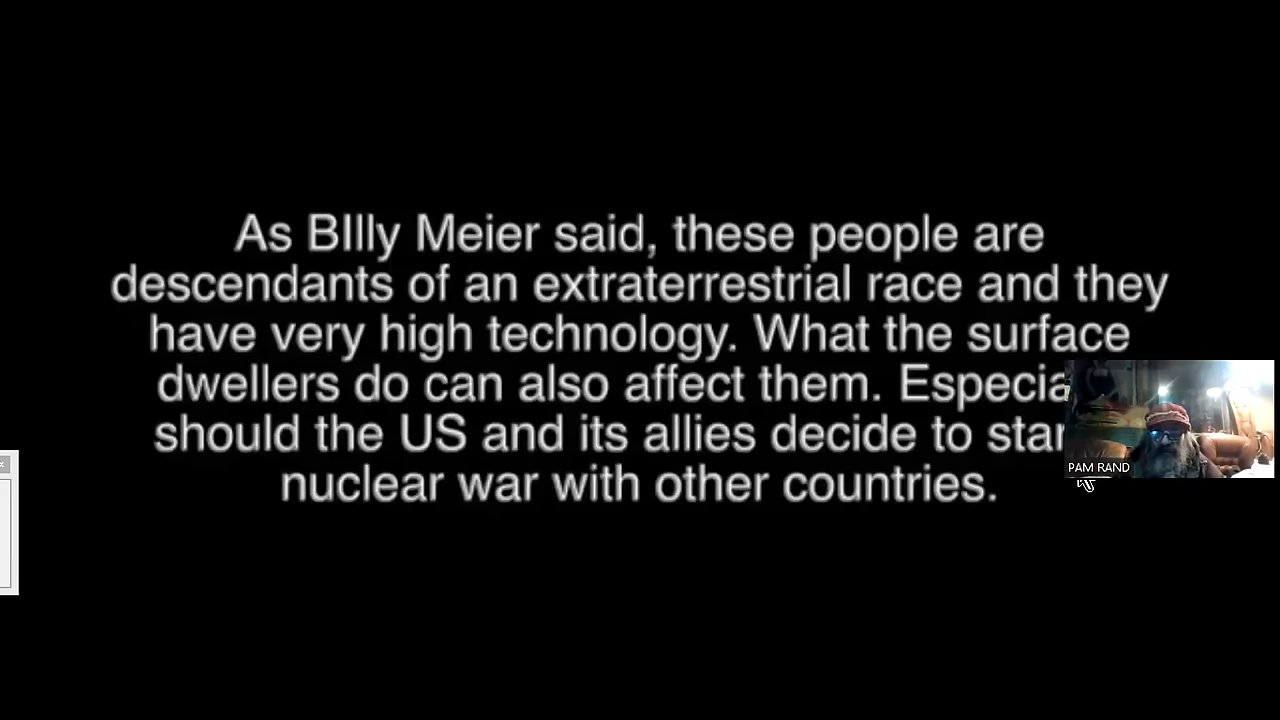 As BIlly Meier said, these people are
descendants of an extraterrestrial race and they
have very high technology. What the surface
dwellers do can also affect them.
should the US and its allies decide to
nuclear war with other countries.
PAM RAND
x